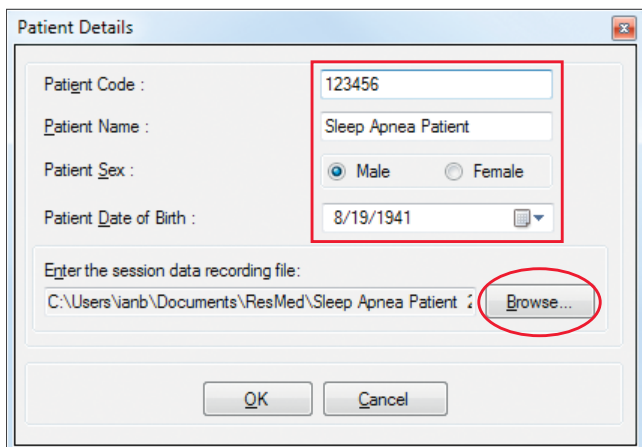 Patient Details
Patient Code :
123456
Patient Name :
Sleep Apnea Patient
Patient Sex :
Male
Female
Patient Date of Birth :
8/19/1941
Enter the session data recording file:
C:\Users\ianb\Documents\ResMed\Sleep Apnea Patient
Browse...
OK
Cancel